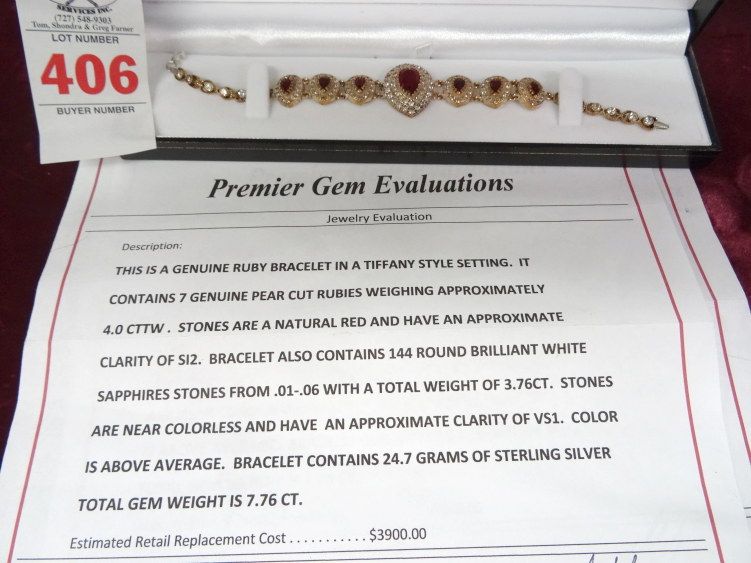 SERVICES INC.
(727) 548-9303
Tom, Shondra & Greg Farner
LOT NUMBER
406
BUYER NUMBER
Premier Gem Evaluations
Jewelry Evaluation
Description:
THIS IS A GENUINE RUBY BRACELET IN A TIFFANY STYLE SETTING. IT
CONTAINS 7 GENUINE PEAR CUT RUBIES WEIGHING APPROXIMATELY
4.0 CTTW . STONES ARE A NATURAL RED AND HAVE AN APPROXIMATE
CLARITY OF SI2. BRACELET ALSO CONTAINS 144 ROUND BRILLIANT WHITE
SAPPHIRES STONES FROM .01-.06 WITH A TOTAL WEIGHT OF 3.76CT. STONES
ARE NEAR COLORLESS AND HAVE AN APPROXIMATE CLARITY OF VS1. COLOR
IS ABOVE AVERAGE. BRACELET CONTAINS 24.7 GRAMS OF STERLING SILVER
TOTAL GEM WEIGHT IS 7.76 CT.
Estimated Retail Replacement Cost . . . . . . . . . . . $3900.00